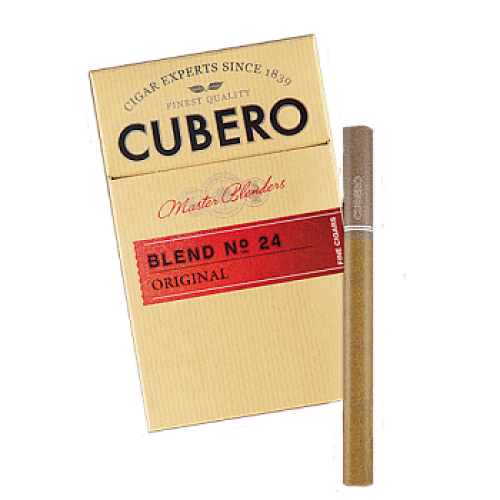 CIGAR EXPERTS SINCE 1839
FINEST QUALITY
CUBERO
Master Blenders
BLEND Nº 24
ORIGINAL
FINE CIGARS
CUBERO